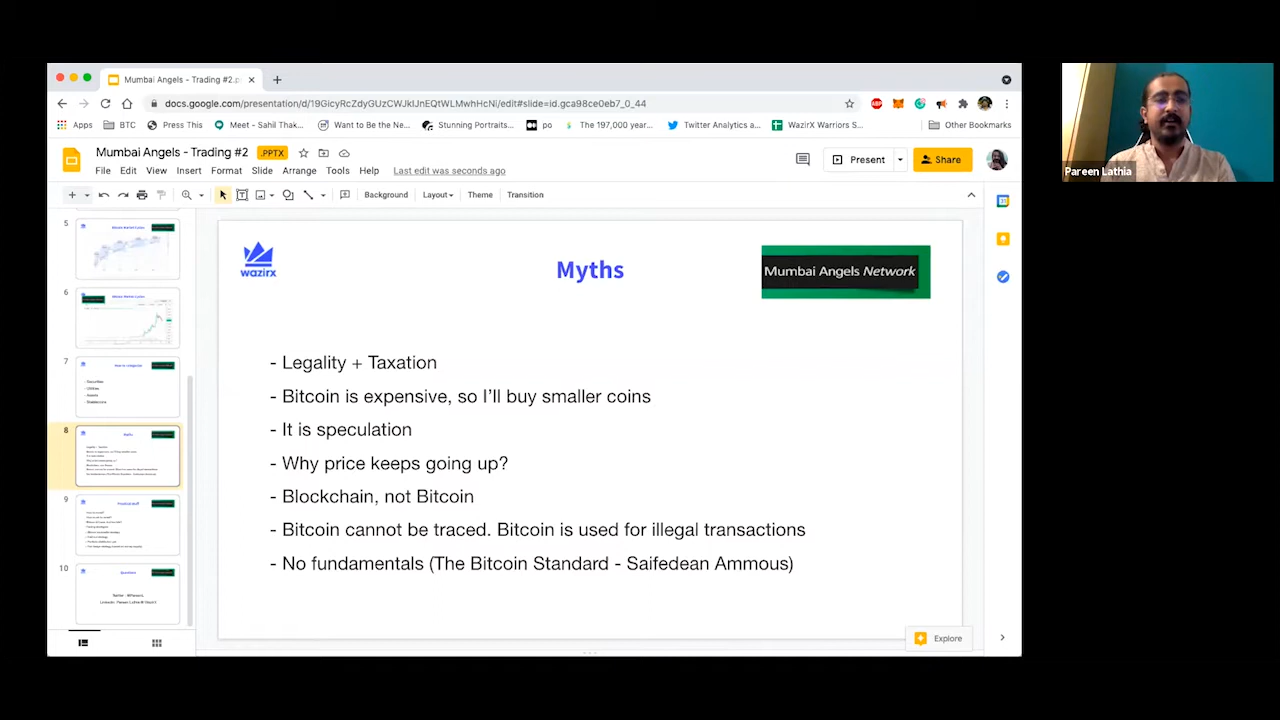 Mumbai Angels - Trading #2.p
docs.google.com/presentation/d/19GicyRcZdyGUzCWJkIJnEQtWLMwhHcNi/edit#slide=id.gca98ce0eb7_0_44
Apps BTC Press This Meet - Sahil Thak... Want to Be the Ne... Stunning Portraits... po The 197,000 year... Twitter Analytics a... WazirX Warriors S... Other Bookmarks
Mumbai Angels - Trading #2 .PPTX
File Edit View Insert Format Slide Arrange Tools Help Last edit was seconds ago
Present Share
Background Layout Theme Transition
5
6
7
8
9
10
wazirx
Myths
Mumbai Angels Network
- Legality + Taxation
- Bitcoin is expensive, so I'll buy smaller coins
- It is speculation
- Why price keeps going up?
- Blockchain, not Bitcoin
- Bitcoin cannot be traced. Bitcoin is used for illegal transactions
- No fundamentals (The Bitcoin Standard - Saifedean Ammous)
Explore
Pareen Lathia